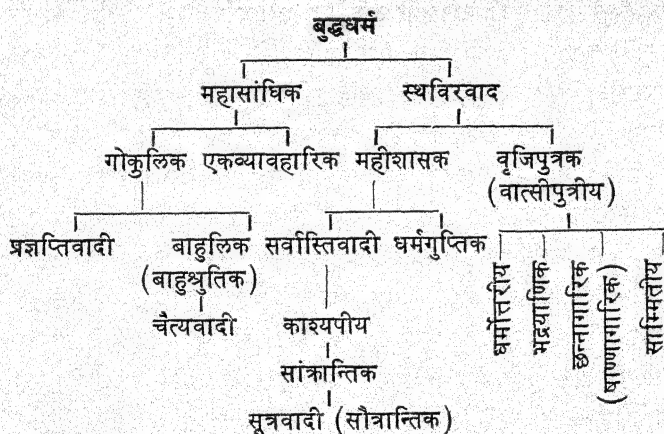 बुद्धधर्म
महासांघिक स्थविरवाद
गोकुलिक एकव्यावहारिक महीशासक वृजिपुत्रक
(वात्सीपुत्रीय)
प्रज्ञप्तिवादी बाहुलिक सर्वास्तिवादी धर्मगुप्तिक
(बाहुश्रुतिक)
चैत्यवादी काश्यपीय
सांक्रान्तिक
सूत्रवादी (सौत्रान्तिक)
धर्मोत्तरीय
भद्रयाणिक
छन्नागारिक
(षाण्णागारिक)
साम्मितीय